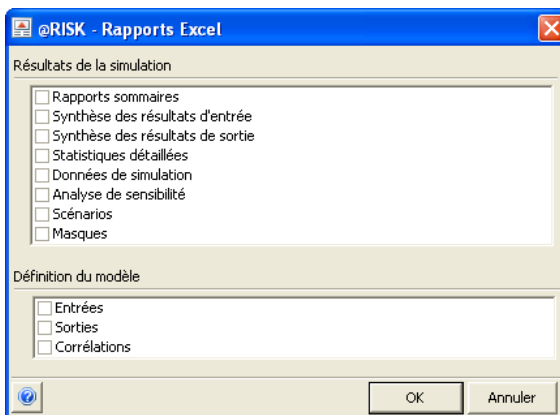 @RISK - Rapports Excel
Résultats de la simulation
Rapports sommaires
Synthèse des résultats d'entrée
Synthèse des résultats de sortie
Statistiques détaillées
Données de simulation
Analyse de sensibilité
Scénarios
Masques
Définition du modèle
Entrées
Sorties
Corrélations
OK Annuler